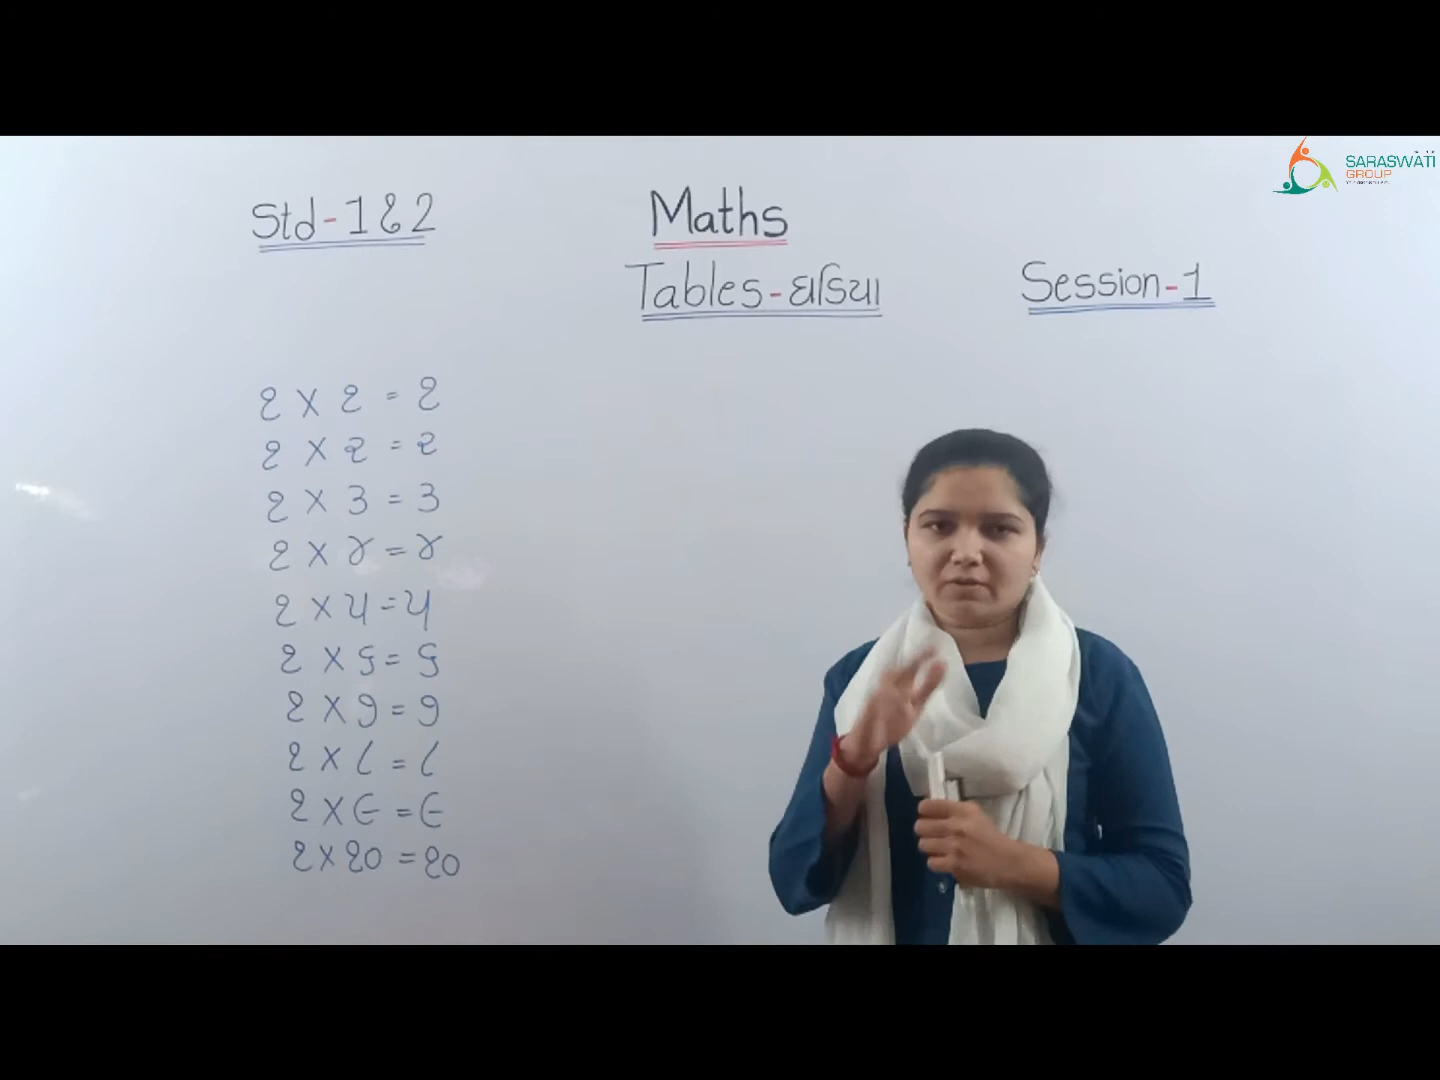 SARASWATI
GROUP
Std-1&2
Maths
Tables-ઘડિયા
Session-1
૧ X ૧ = ૧
૧ X ૨ = ૨
૧ X ૩ = ૩
૧ X ૪ = ૪
૧ X ૫ = ૫
૧ X ૬ = ૬
૧ X ૭ = ૭
૧ X ૮ = ૮
૧ X ૯ = ૯
૧ X ૧૦ = ૧૦